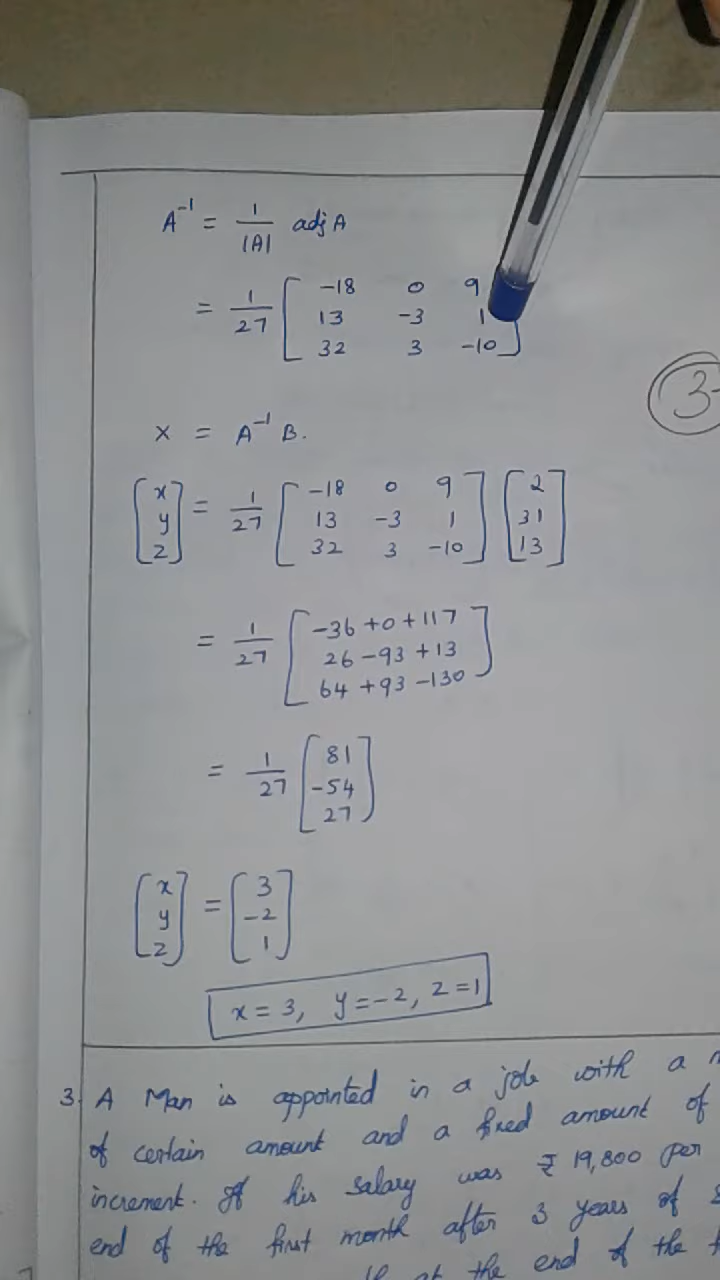 A⁻¹ = 1/|A| adj A
= 1/27 [ -18 0 9
13 -3 1
32 3 -10 ]
3
X = A⁻¹ B.
[ x y z ] = 1/27 [ -18 0 9
13 -3 1
32 3 -10 ] [ 2 31 13 ]
= 1/27 [ -36 + 0 + 117
26 - 93 + 13
64 + 93 - 130 ]
= 1/27 [ 81
-54
27 ]
[ x y z ] = [ 3 -2 1 ]
x = 3, y = -2, z = 1
3. A Man is appointed in a job with a
of certain amount and a fixed amount of
increment. If his salary was ₹ 19,800 per
end of the first month after 3 years of
at the end of the